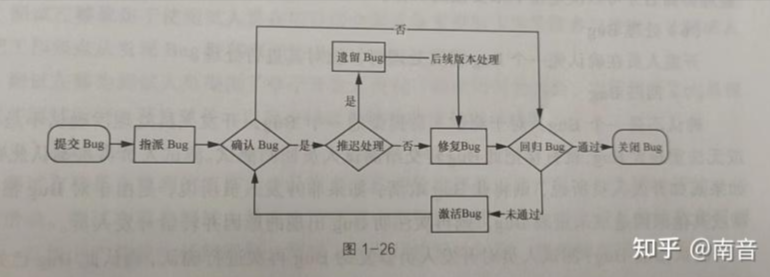 否
遗留 Bug
后续版本处理
是
提交 Bug
指派 Bug
确认 Bug
是
推迟处理
否
修复Bug
回归 Bug
通过
关闭 Bug
激活Bug
未通过
图 1-26
知乎 @南音